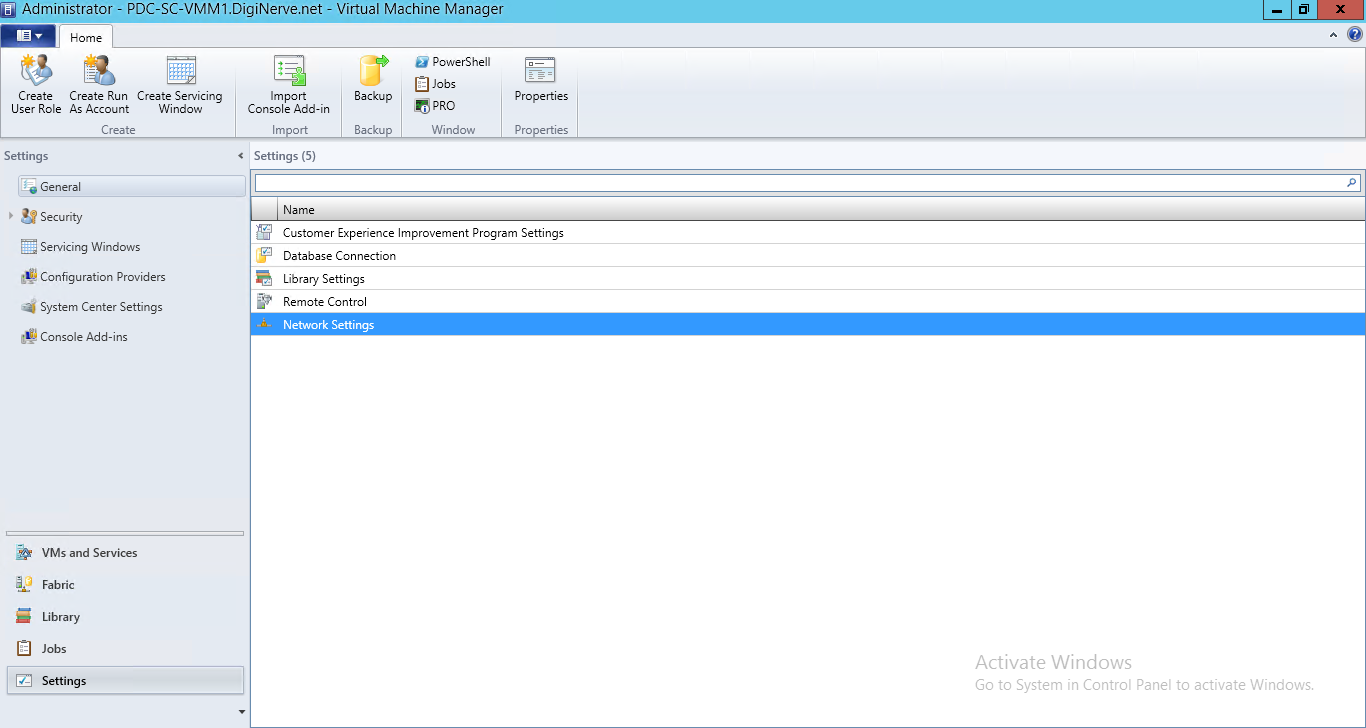 Administrator - PDC-SC-VMM1.DigiNerve.net - Virtual Machine Manager
Home
Create
User Role
Create Run
As Account
Create Servicing
Window
Create
Import
Console Add-in
Import
Backup
Backup
PowerShell
Jobs
PRO
Window
Properties
Properties
Settings
General
Security
Servicing Windows
Configuration Providers
System Center Settings
Console Add-ins
VMs and Services
Fabric
Library
Jobs
Settings
Settings (5)
Name
Customer Experience Improvement Program Settings
Database Connection
Library Settings
Remote Control
Network Settings
Activate Windows
Go to System in Control Panel to activate Windows.